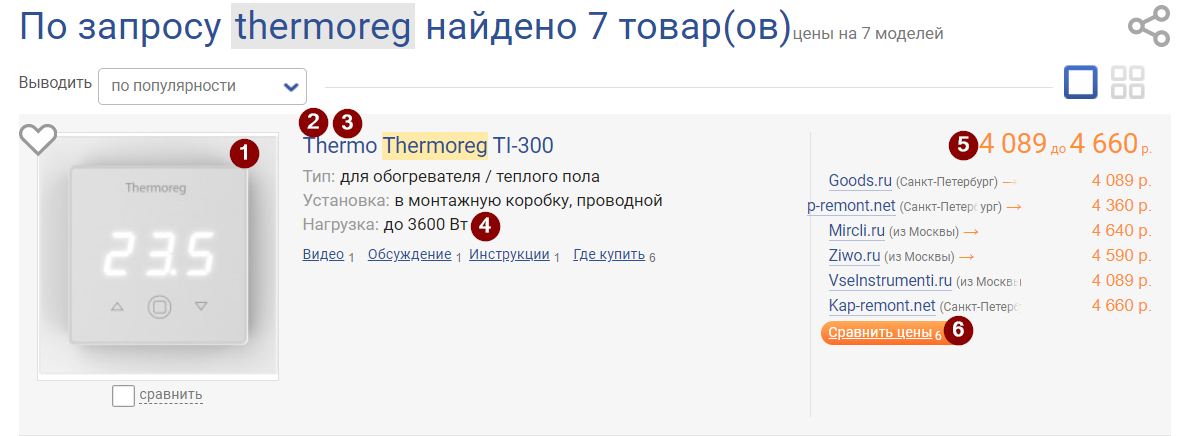 По запросу thermoreg найдено 7 товар(ов) цены на 7 моделей
Выводить по популярности
1
Thermoreg
23.5
сравнить
2 3
Thermo Thermoreg TI-300
Тип: для обогревателя / теплого пола
Установка: в монтажную коробку, проводной
Нагрузка: до 3600 Вт 4
Видео 1 Обсуждение 1 Инструкции 1 Где купить 6
5 4 089 до 4 660 р.
Goods.ru (Санкт-Петербург) → 4 089 р.
p-remont.net (Санкт-Петербург) → 4 360 р.
Mircli.ru (из Москвы) → 4 640 р.
Ziwo.ru (из Москвы) → 4 590 р.
VseInstrumenti.ru (из Москвы 4 089 р.
Kap-remont.net (Санкт-Петерб 4 660 р.
Сравнить цены 6 6